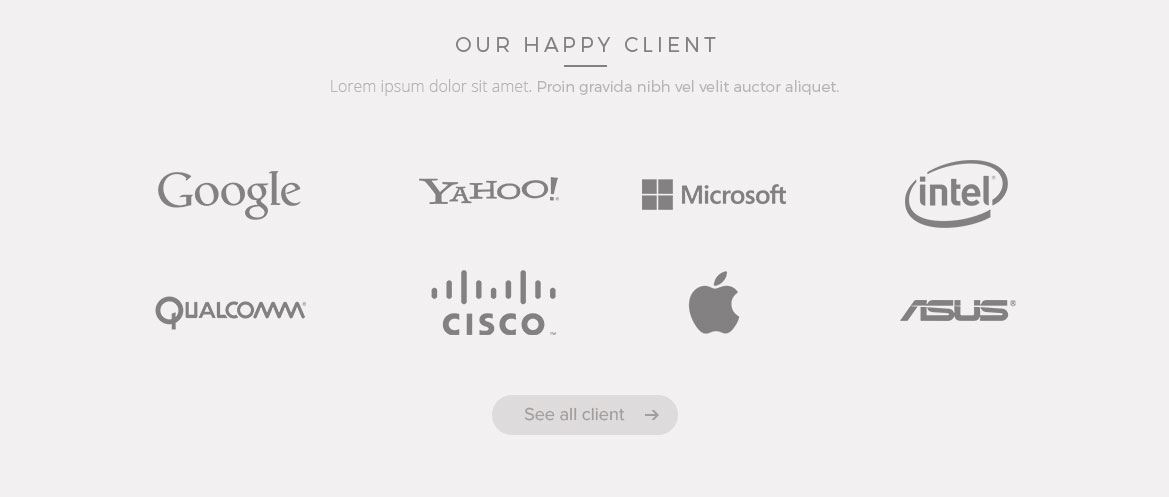 OUR HAPPY CLIENT
Lorem ipsum dolor sit amet. Proin gravida nibh vel velit auctor aliquet.
Google YAHOO!® Microsoft intel®
QUALCOMM® CISCO™ ASUS®
See all client →